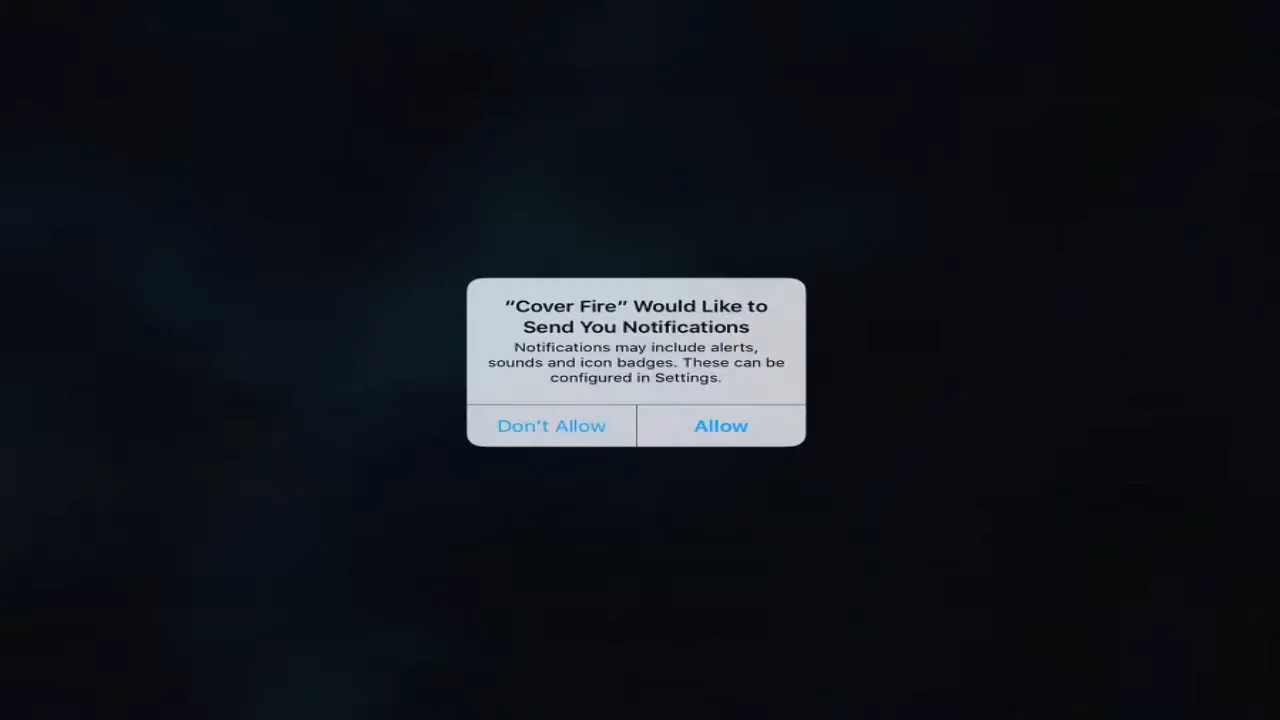 “Cover Fire” Would Like to
Send You Notifications
Notifications may include alerts,
sounds and icon badges. These can be
configured in Settings.
Don’t Allow
Allow